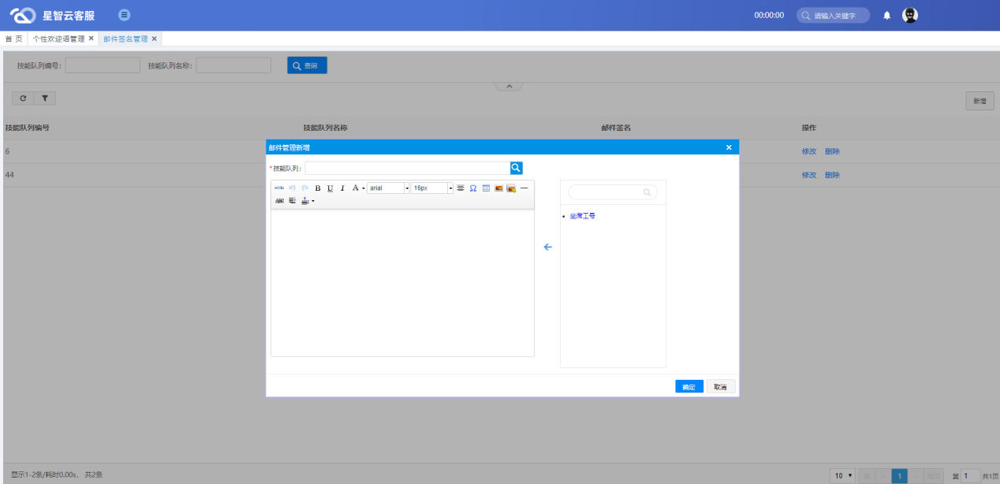 星智云客服
00:00:00
请输入关键字
首 页
个性欢迎语管理 ×
邮件签名管理 ×
技能队列编号:
技能队列名称:
查询
新增
技能队列编号 技能队列名称 邮件签名 操作
6 修改 删除
44 修改 删除
邮件管理新增 ×
*技能队列:
HTML B U I A arial 16px
ABC
坐席工号
确定 取消
显示1-2条/耗时0.00s, 共2条
10 1 第 1 共1页